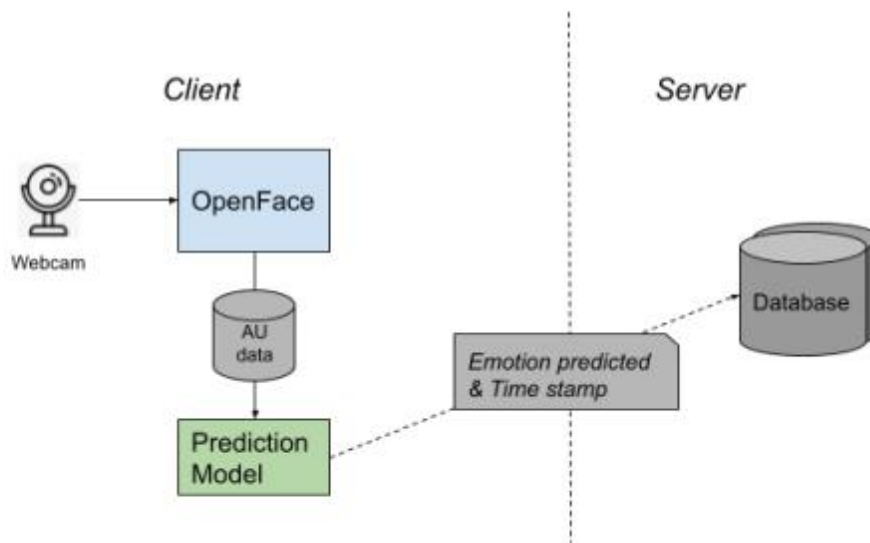 Client
Server
OpenFace
Webcam
AU
data
Database
Emotion predicted
& Time stamp
Prediction
Model